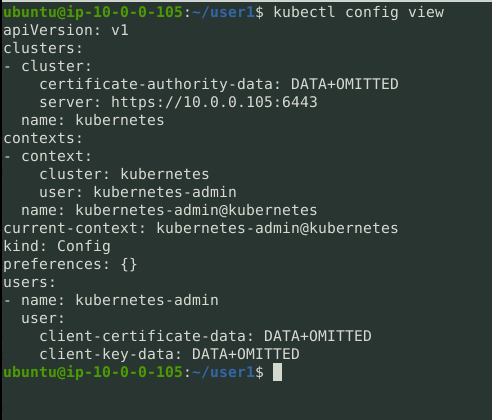 ubuntu@ip-10-0-0-105:~/user1$ kubectl config view
apiVersion: v1
clusters:
- cluster:
    certificate-authority-data: DATA+OMITTED
    server: https://10.0.0.105:6443
  name: kubernetes
contexts:
- context:
    cluster: kubernetes
    user: kubernetes-admin
  name: kubernetes-admin@kubernetes
current-context: kubernetes-admin@kubernetes
kind: Config
preferences: {}
users:
- name: kubernetes-admin
  user:
    client-certificate-data: DATA+OMITTED
    client-key-data: DATA+OMITTED
ubuntu@ip-10-0-0-105:~/user1$